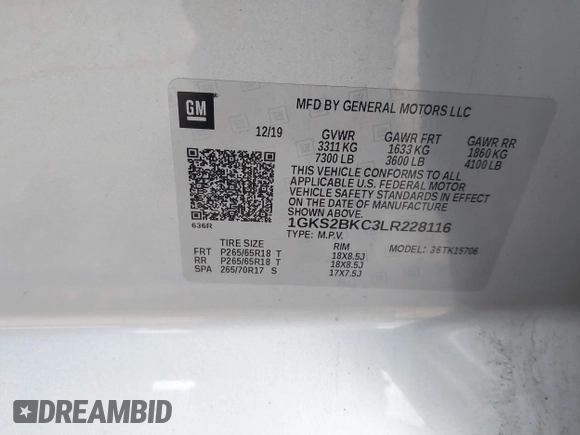 GM
MFD BY GENERAL MOTORS LLC
12/19 GVWR GAWR FRT GAWR RR
3311 KG 1633 KG 1860 KG
7300 LB 3600 LB 4100 LB
THIS VEHICLE CONFORMS TO ALL
APPLICABLE U.S. FEDERAL MOTOR
VEHICLE SAFETY STANDARDS IN EFFECT
ON THE DATE OF MANUFACTURE
SHOWN ABOVE.
636R
1GKS2BKC3LR228116
TYPE: M.P.V. MODEL: 36TK15706
TIRE SIZE RIM
FRT P265/65R18 T 18X8.5J
RR P265/65R18 T 18X8.5J
SPA 265/70R17 S 17X7.5J
DREAMBID